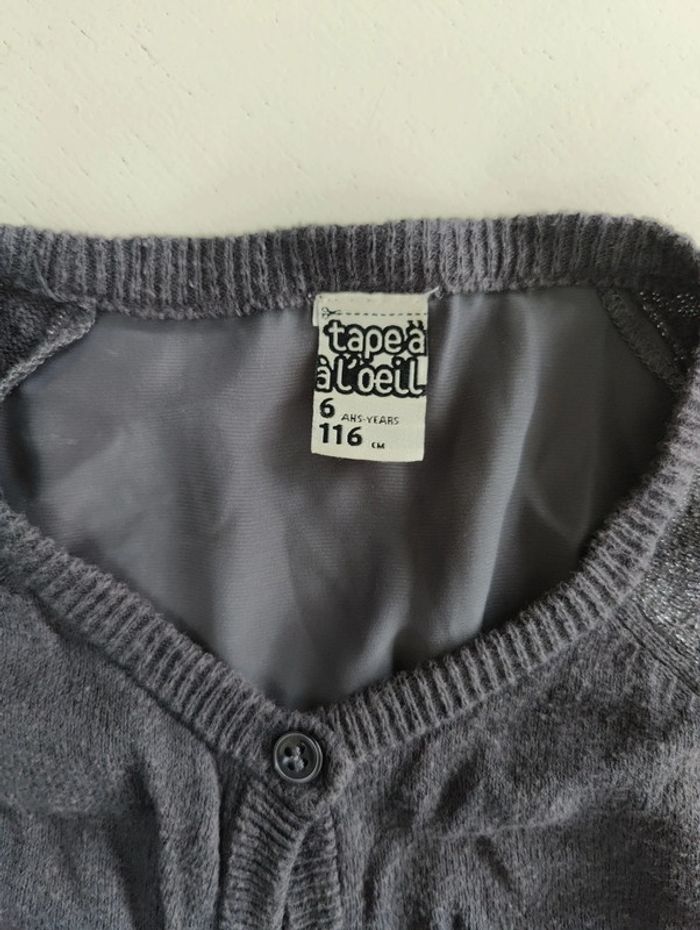 tape à
à l'oeil
6 ANS-YEARS
116 CM